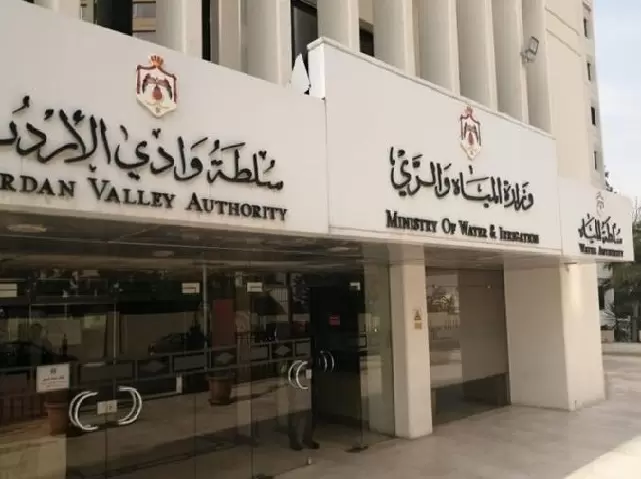 سلطة وادي الأردن
RDAN VALLEY AUTHORITY
وزارة المياه والري
MINISTRY OF WATER & IRRIGATION
سلطة المياه
WATER AUTHORITY